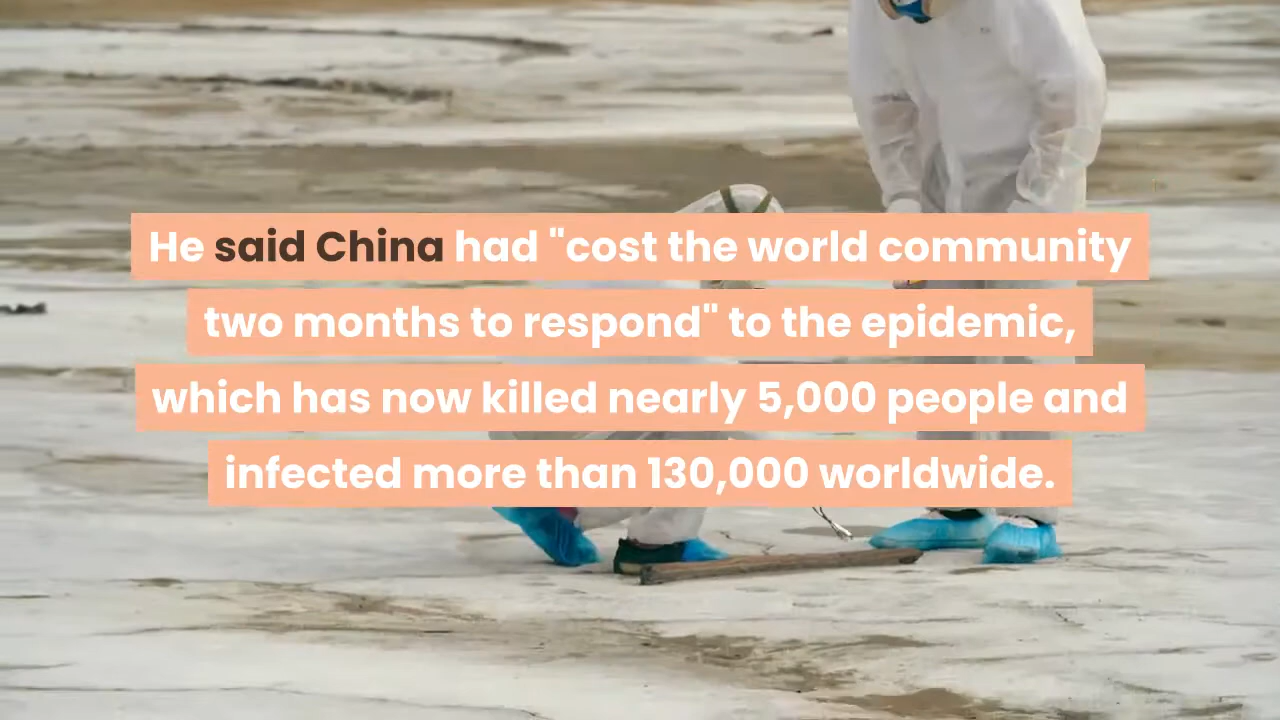 He said China had "cost the world community
two months to respond" to the epidemic,
which has now killed nearly 5,000 people and
infected more than 130,000 worldwide.